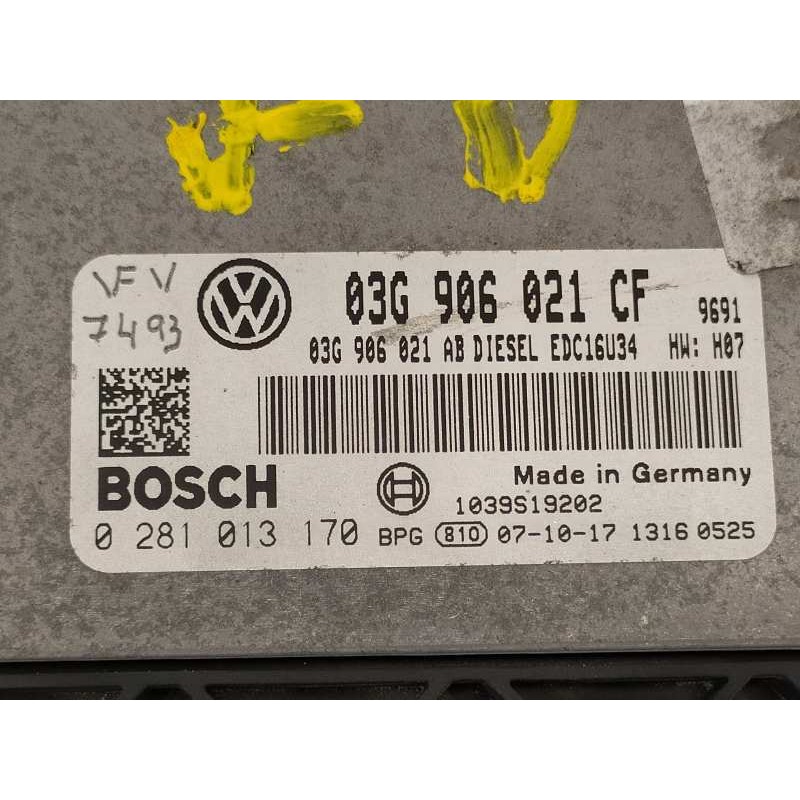 VFV
7493
03G 906 021 CF 9691
03G 906 021 AB DIESEL EDC16U34 HW: H07
BOSCH
Made in Germany
1039S19202
0 281 013 170 BPG 810 07-10-17 1316 0525